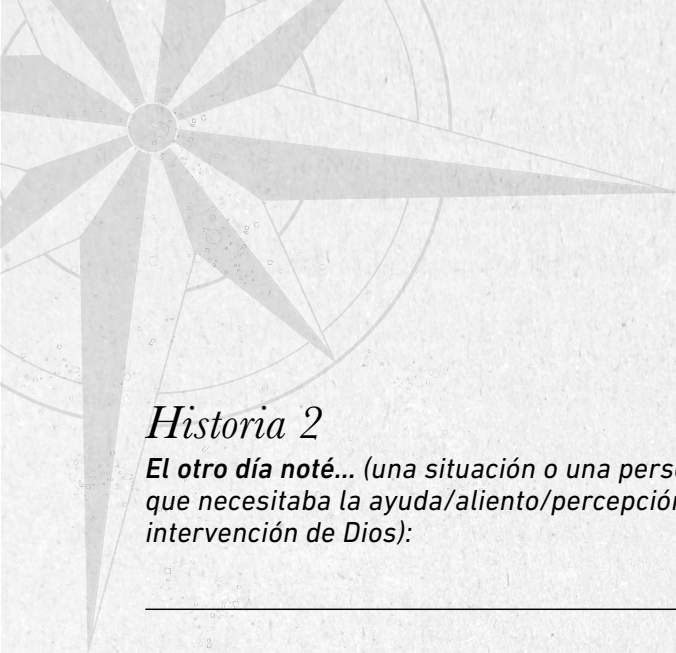 Historia 2
El otro día noté... (una situación o una
que necesitaba la ayuda/aliento/percepción
intervención de Dios):